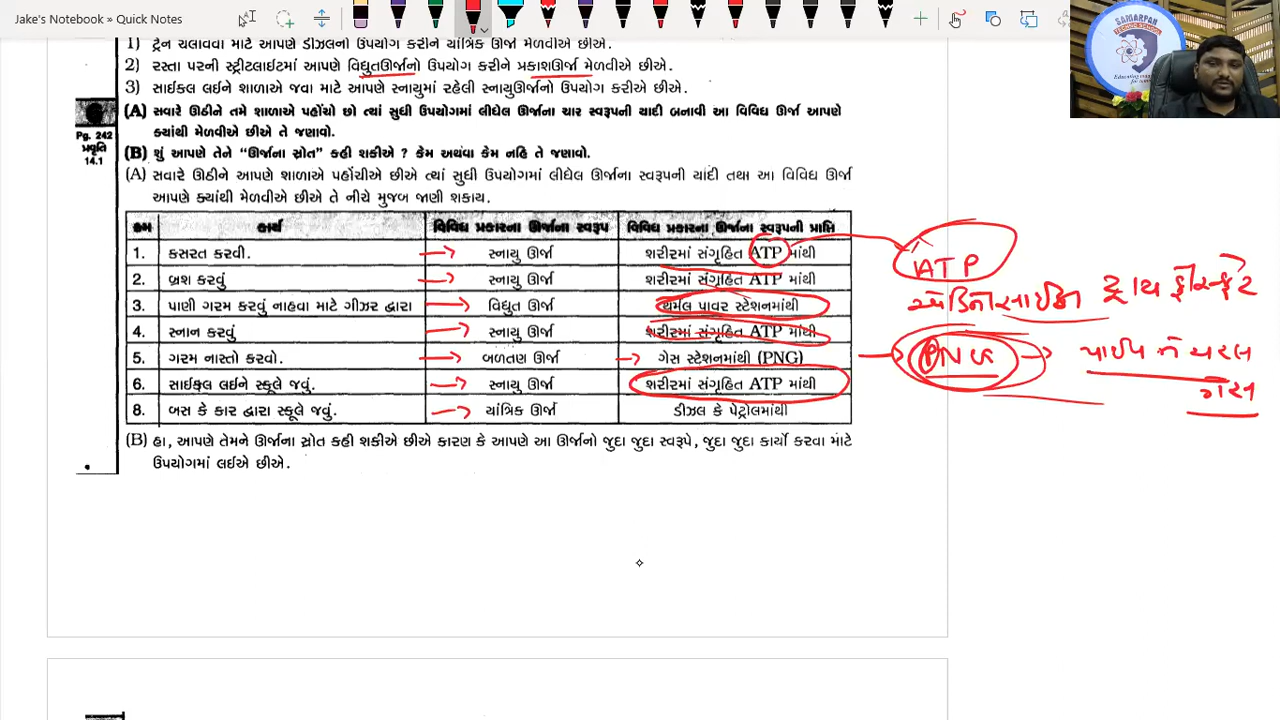 Jake's Notebook » Quick Notes
SAMARPAN
TECHNO SCHOOL
1) ટ્રેન ચલાવવા માટે આપણે ડીઝલનો ઉપયોગ કરીને યાંત્રિક ઊર્જા મેળવીએ છીએ.
2) રસ્તા પરની સ્ટ્રીટલાઈટમાં આપણે વિદ્યુતઊર્જાનો ઉપયોગ કરીને પ્રકાશઊર્જા મેળવીએ છીએ.
3) સાઈકલ લઈને શાળાએ જવા માટે આપણે સ્નાયુમાં રહેલી સ્નાયુઊર્જાનો ઉપયોગ કરીએ છીએ.
Pg. 242
પ્રવૃતિ
14.1
(A) સવારે ઊઠીને તમે શાળાએ પહોંચો છો ત્યાં સુધી ઉપયોગમાં લીધેલ ઊર્જાના ચાર સ્વરૂપની યાદી બનાવી આ વિવિધ ઊર્જા આપણે
ક્યાંથી મેળવીએ છીએ તે જણાવો.
(B) શું આપણે તેને “ઊર્જાના સ્રોત” કહી શકીએ ? કેમ અથવા કેમ નહિ તે જણાવો.
(A) સવારે ઊઠીને આપણે શાળાએ પહોંચીએ છીએ ત્યાં સુધી ઉપયોગમાં લીધેલ ઊર્જાના સ્વરૂપની યાંદી તથા આ વિવિધ ઊર્જા
આપણે ક્યાંથી મેળવીએ છીએ તે નીચે મુજબ જાણી શકાય.
ક્રમ કાર્ય વિવિધ પ્રકારના ઊર્જાના સ્વરૂપ વિવિધ પ્રકારના ઊર્જાના સ્વરૂપની પ્રાપ્તિ
1. કસરત કરવી. સ્નાયુ ઊર્જા શરીરમાં સંગૃહિત ATP માંથી
2. બ્રશ કરવું સ્નાયુ ઊર્જા શરીરમાં સંગૃહિત ATP માંથી
3. પાણી ગરમ કરવું નાહવા માટે ગીઝર દ્વારા વિદ્યુત ઊર્જા થર્મલ પાવર સ્ટેશનમાંથી
4. સ્નાન કરવું સ્નાયુ ઊર્જા શરીરમાં સંગૃહિત ATP માંથી
5. ગરમ નાસ્તો કરવો. બળતણ ઊર્જા ગેસ સ્ટેશનમાંથી (PNG)
6. સાઈકલ લઈને સ્કૂલે જવું. સ્નાયુ ઊર્જા શરીરમાં સંગૃહિત ATP માંથી
8. બસ કે કાર દ્વારા સ્કૂલે જવું. યાંત્રિક ઊર્જા ડીઝલ કે પેટ્રોલમાંથી
(B) હા, આપણે તેમને ઊર્જાના સ્રોત કહી શકીએ છીએ કારણ કે આપણે આ ઊર્જાનો જુદા જુદા સ્વરૂપે, જુદા જુદા કાર્યો કરવા માટે
ઉપયોગમાં લઈએ છીએ.
ATP
PNG
ગેસ